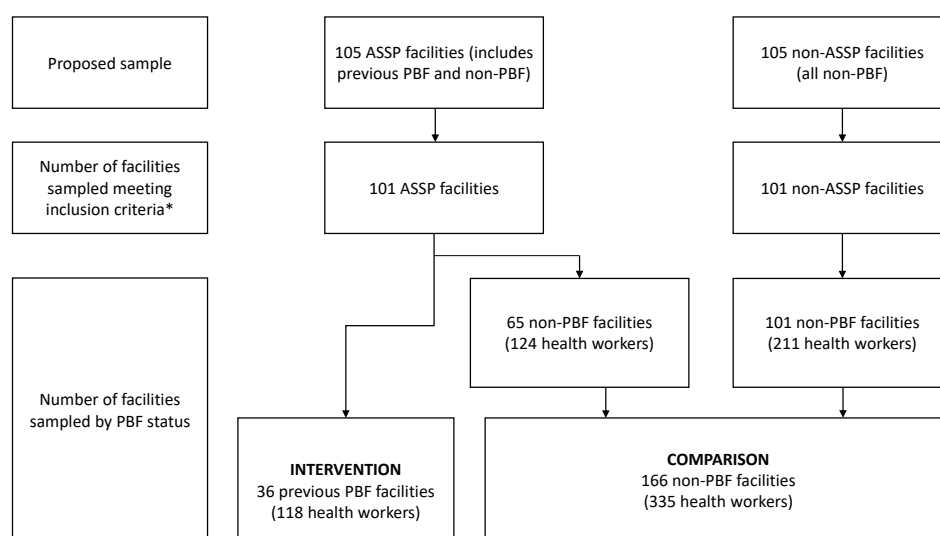 Proposed sample
105 ASSP facilities (includes
previous PBF and non-PBF)
105 non-ASSP facilities
(all non-PBF)
Number of facilities
sampled meeting
inclusion criteria*
101 ASSP facilities
101 non-ASSP facilities
Number of facilities
sampled by PBF status
65 non-PBF facilities
(124 health workers)
101 non-PBF facilities
(211 health workers)
INTERVENTION
36 previous PBF facilities
(118 health workers)
COMPARISON
166 non-PBF facilities
(335 health workers)